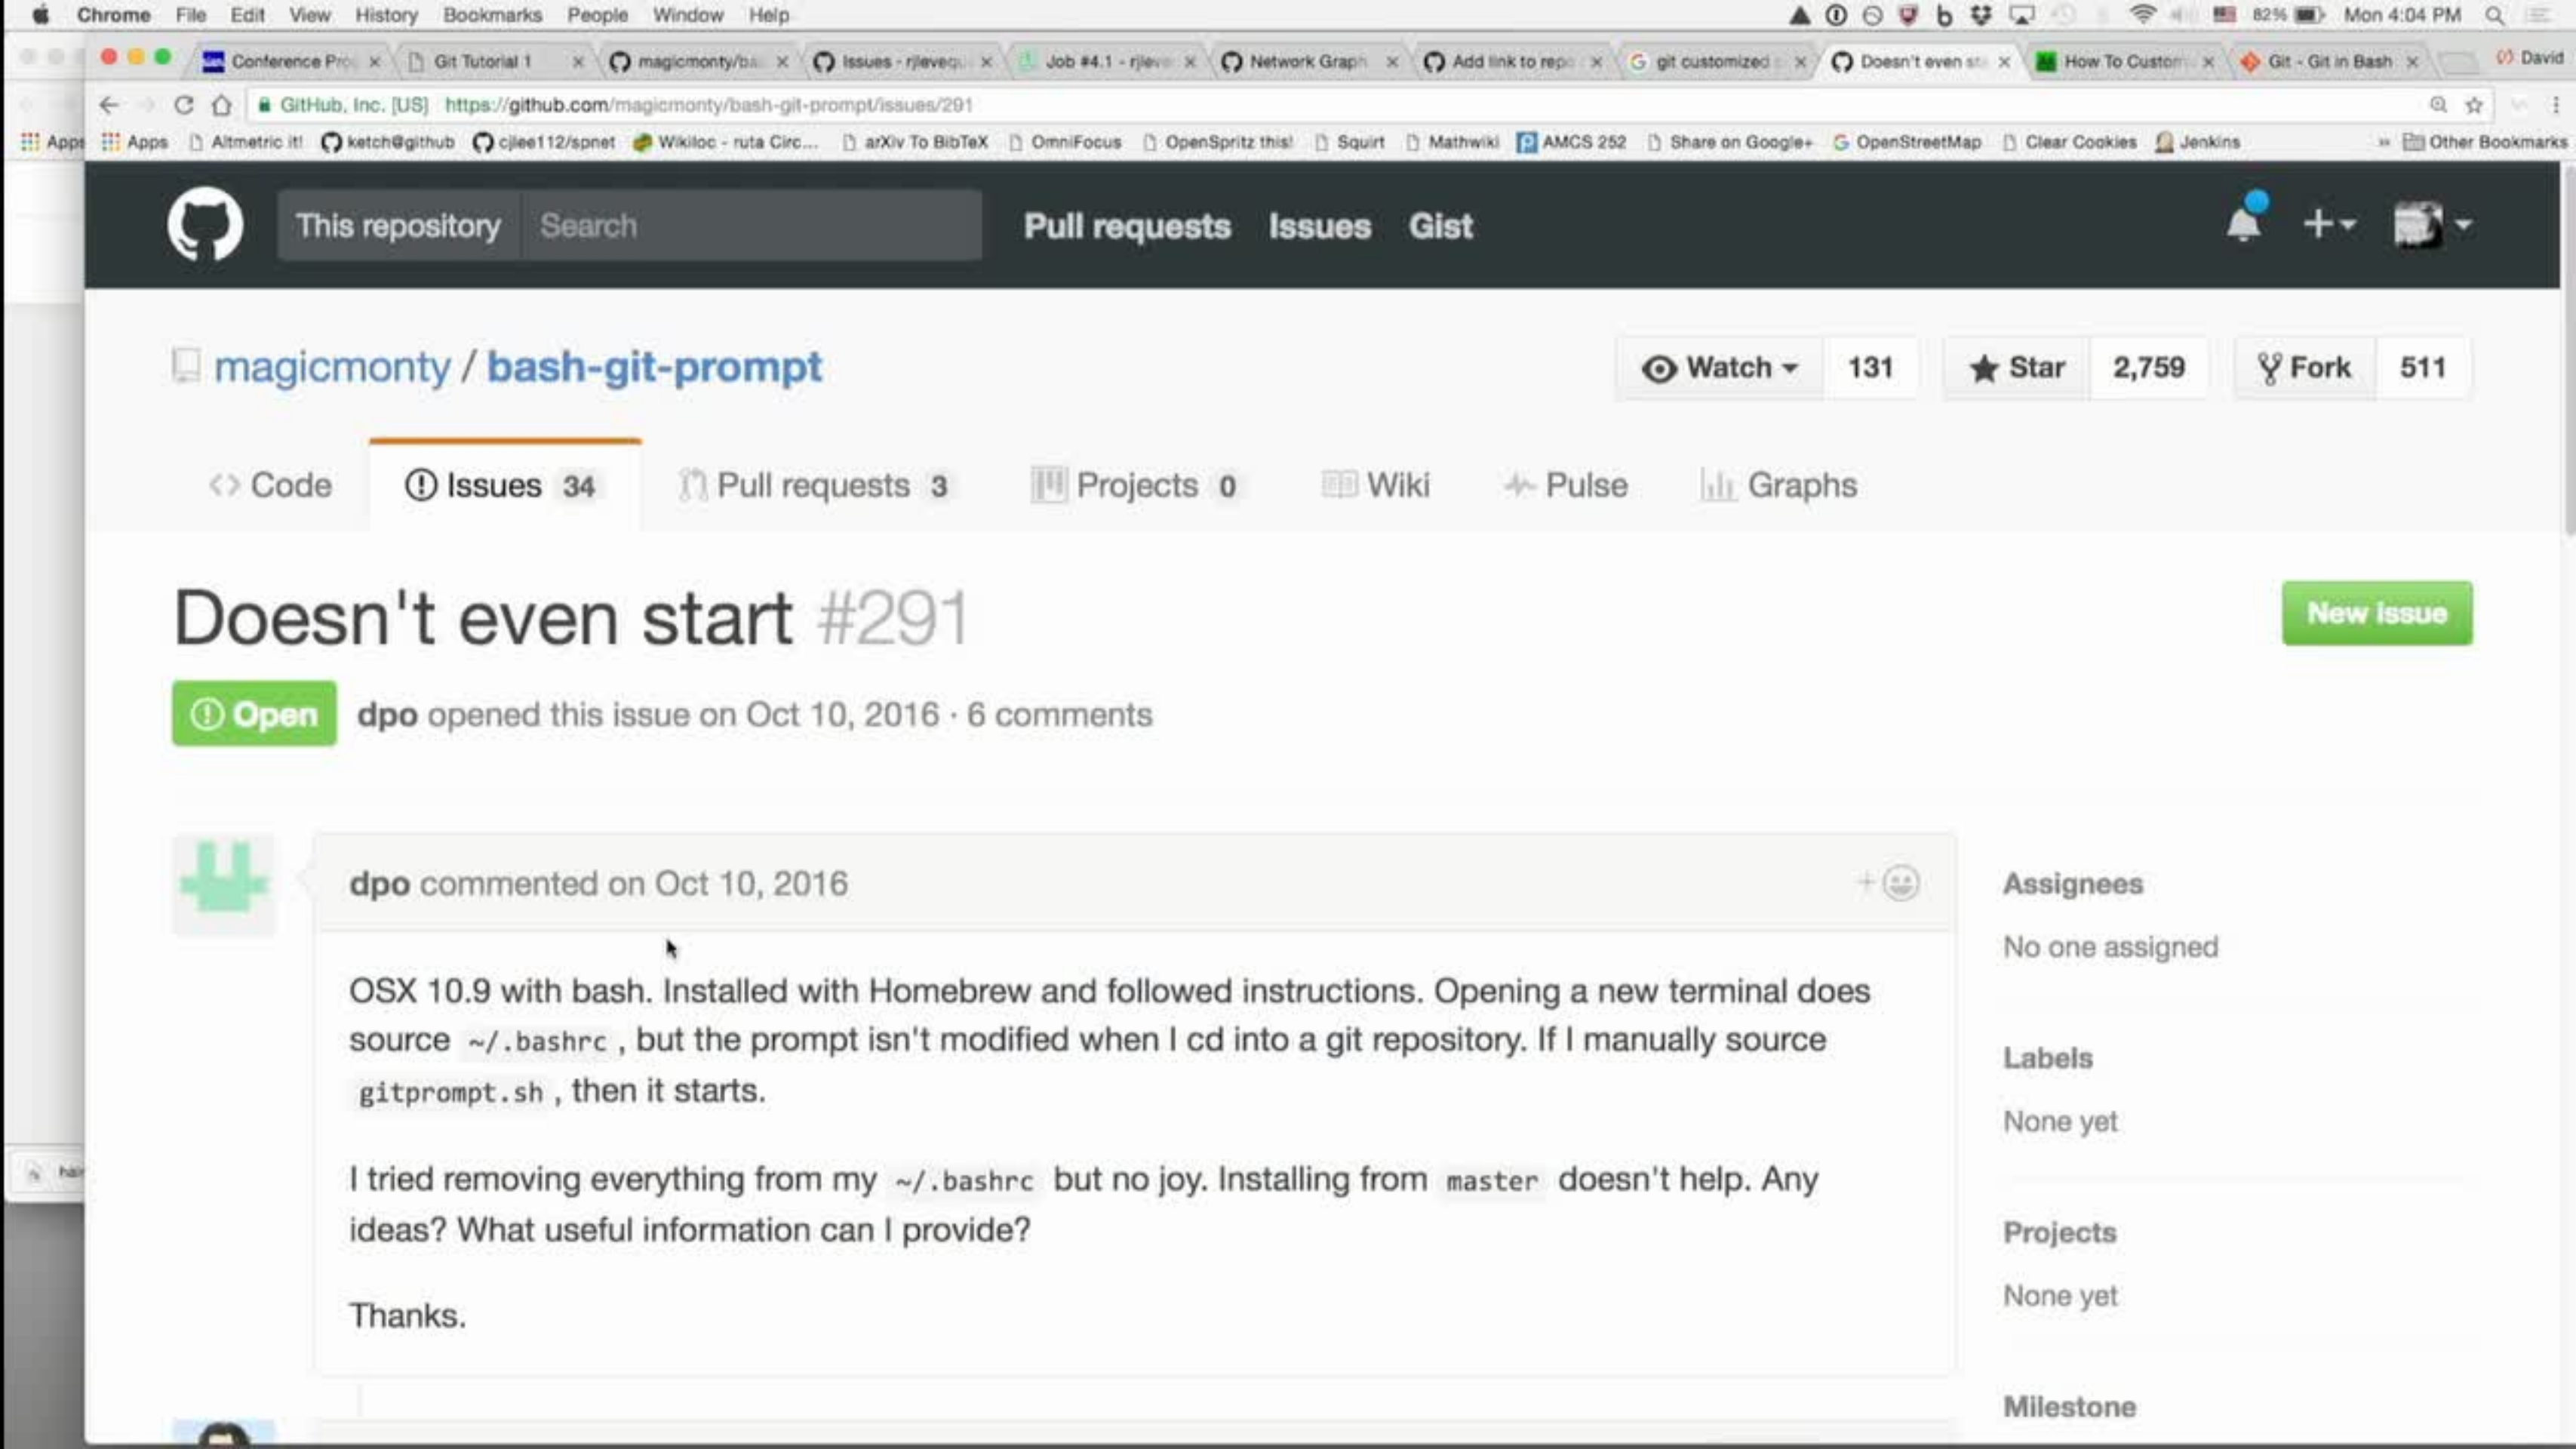 Chrome File Edit View History Bookmarks People Window Help 82% Mon 4:04 PM
Conference Pro Git Tutorial 1 magicmonty/ba Issues - rjlevequ Job #4.1 - rjleve Network Graph Add link to repo git customized Doesn't even st How To Custom Git - Git in Bash David
GitHub, Inc. [US] https://github.com/magicmonty/bash-git-prompt/issues/291
Apps Apps Altmetric it! ketch@github cjlee112/spnet Wikiloc - ruta Circ... arXiv To BibTeX OmniFocus OpenSpritz this! Squirt Mathwiki AMCS 252 Share on Google+ OpenStreetMap Clear Cookies Jenkins » Other Bookmarks
This repository Search Pull requests Issues Gist
magicmonty / bash-git-prompt Watch 131 Star 2,759 Fork 511
Code Issues 34 Pull requests 3 Projects 0 Wiki Pulse Graphs
Doesn't even start #291 New issue
Open dpo opened this issue on Oct 10, 2016 · 6 comments
dpo commented on Oct 10, 2016
OSX 10.9 with bash. Installed with Homebrew and followed instructions. Opening a new terminal does
source ~/.bashrc , but the prompt isn't modified when I cd into a git repository. If I manually source
gitprompt.sh , then it starts.
I tried removing everything from my ~/.bashrc but no joy. Installing from master doesn't help. Any
ideas? What useful information can I provide?
Thanks.
Assignees
No one assigned
Labels
None yet
Projects
None yet
Milestone